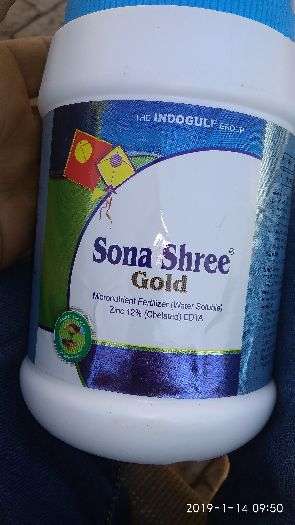 THE INDOGULF GROUP
Sona Shree
Gold
Micronutrient Fertilizer (Water Soluble)
Zinc 12% (Chelated) EDTA
2019-1-14 09:50